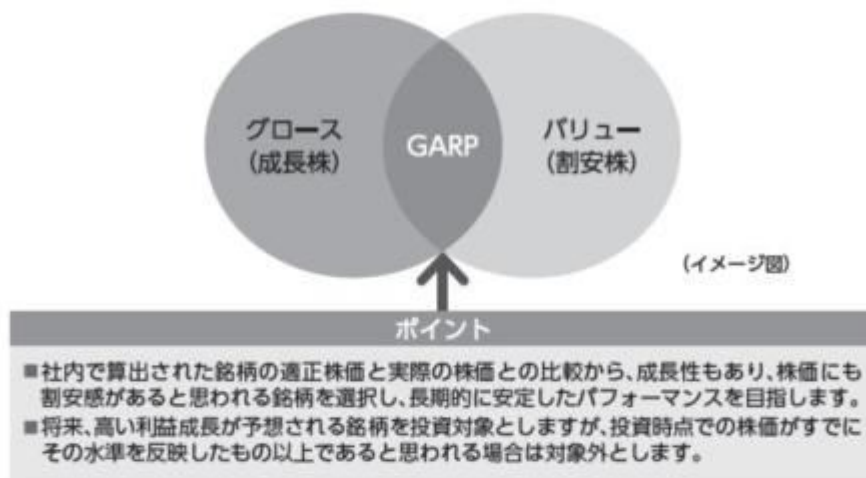 グロース
(成長株)
GARP
バリュー
(割安株)
(イメージ図)
ポイント
■社内で算出された銘柄の適正株価と実際の株価との比較から、成長性もあり、株価にも
割安感があると思われる銘柄を選択し、長期的に安定したパフォーマンスを目指します。
■将来、高い利益成長が予想される銘柄を投資対象としますが、投資時点での株価がすでに
その水準を反映したもの以上であると思われる場合は対象外とします。